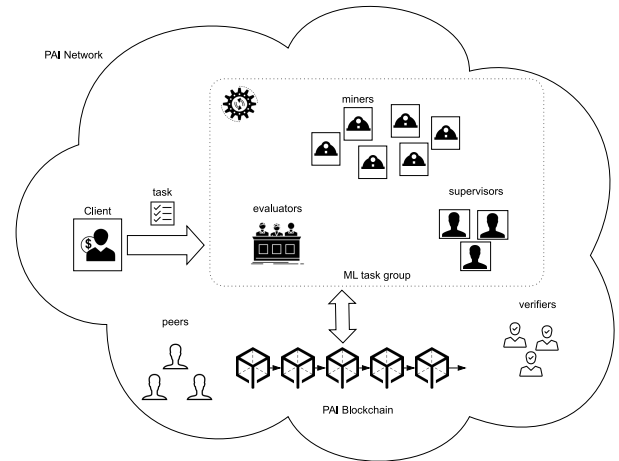 PAI Network
miners
task
Client
evaluators
supervisors
ML task group
peers
verifiers
PAI Blockchain